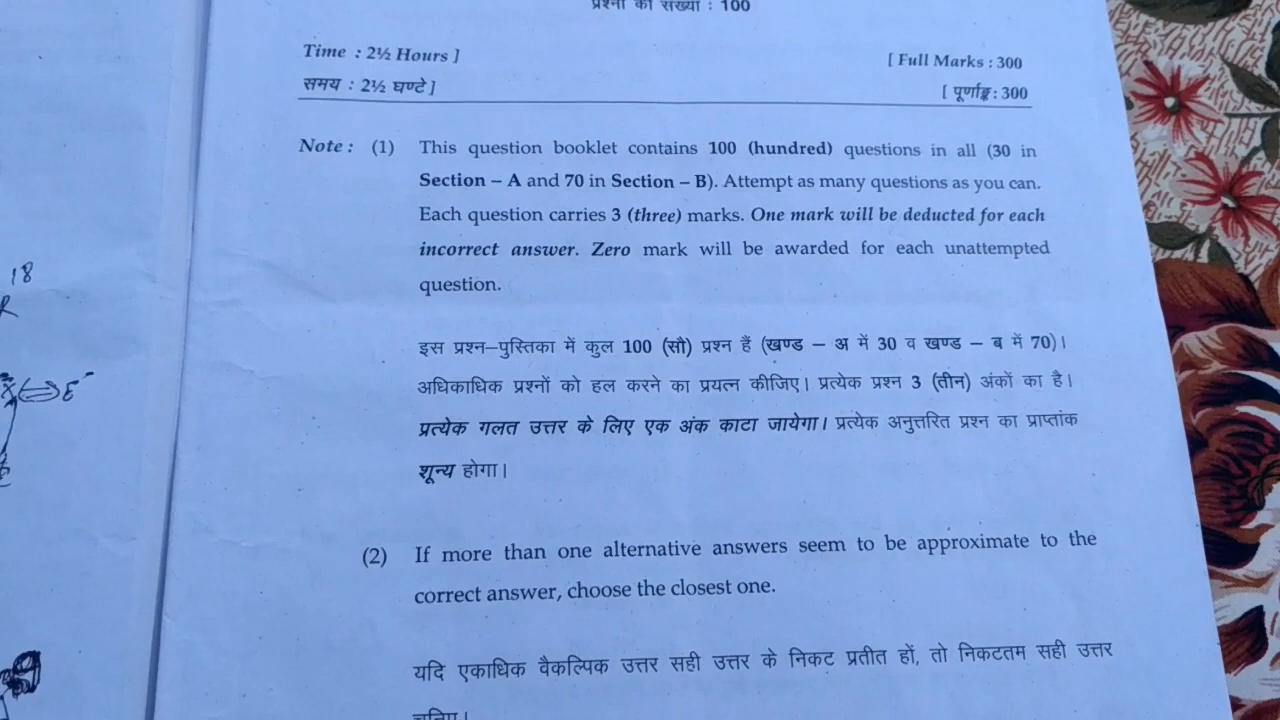 18
प्रश्नों की संख्या : 100
Time : 2½ Hours ]
[ Full Marks : 300
समय : 2½ घण्टे ]
[ पूर्णाङ्क : 300
Note : (1) This question booklet contains 100 (hundred) questions in all (30 in
Section – A and 70 in Section – B). Attempt as many questions as you can.
Each question carries 3 (three) marks. One mark will be deducted for each
incorrect answer. Zero mark will be awarded for each unattempted
question.
इस प्रश्न–पुस्तिका में कुल 100 (सौ) प्रश्न हैं (खण्ड – अ में 30 व खण्ड – ब में 70)।
अधिकाधिक प्रश्नों को हल करने का प्रयत्न कीजिए। प्रत्येक प्रश्न 3 (तीन) अंकों का है।
प्रत्येक गलत उत्तर के लिए एक अंक काटा जायेगा। प्रत्येक अनुत्तरित प्रश्न का प्राप्तांक
शून्य होगा।
(2) If more than one alternative answers seem to be approximate to the
correct answer, choose the closest one.
यदि एकाधिक वैकल्पिक उत्तर सही उत्तर के निकट प्रतीत हों, तो निकटतम सही उत्तर
चुनिए।